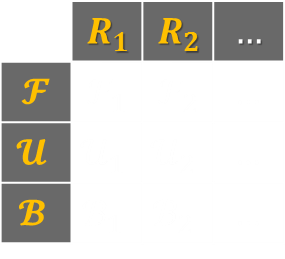 R₁ R₂ ...
ℱ
𝒰
ℬ